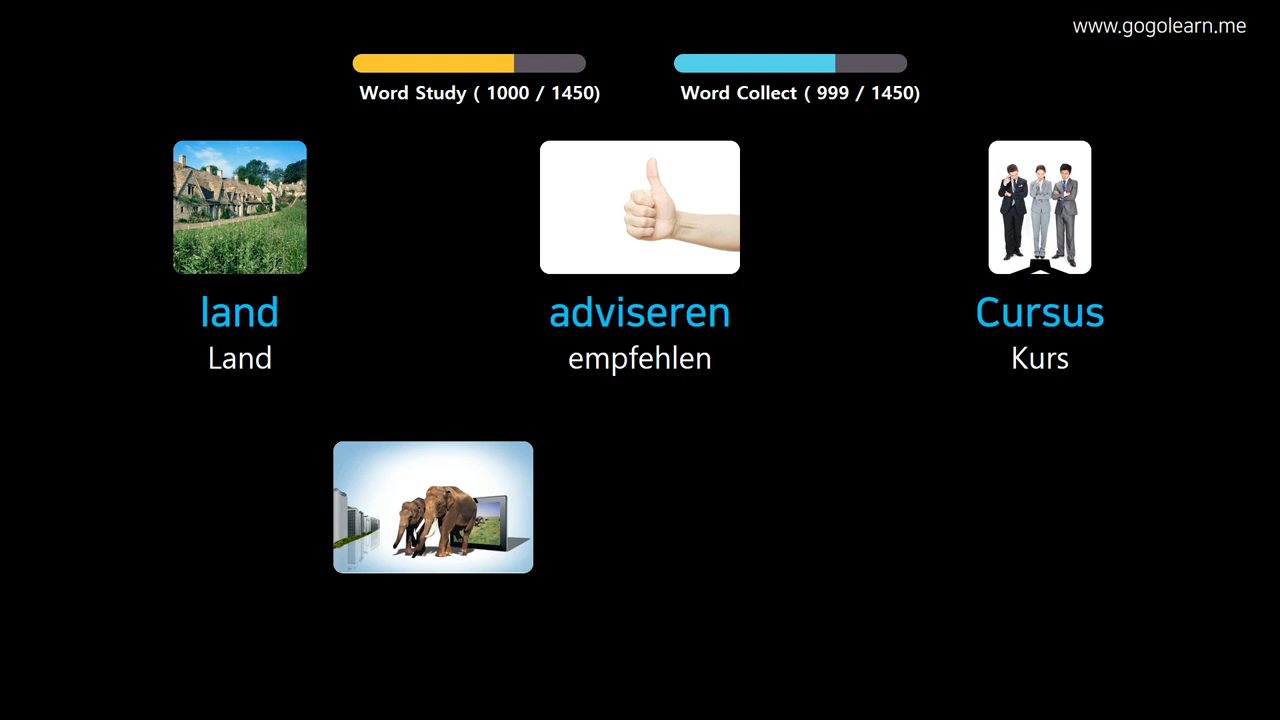 www.gogolearn.me
Word Study ( 1000 / 1450)
Word Collect ( 999 / 1450)
land
Land
adviseren
empfehlen
Cursus
Kurs